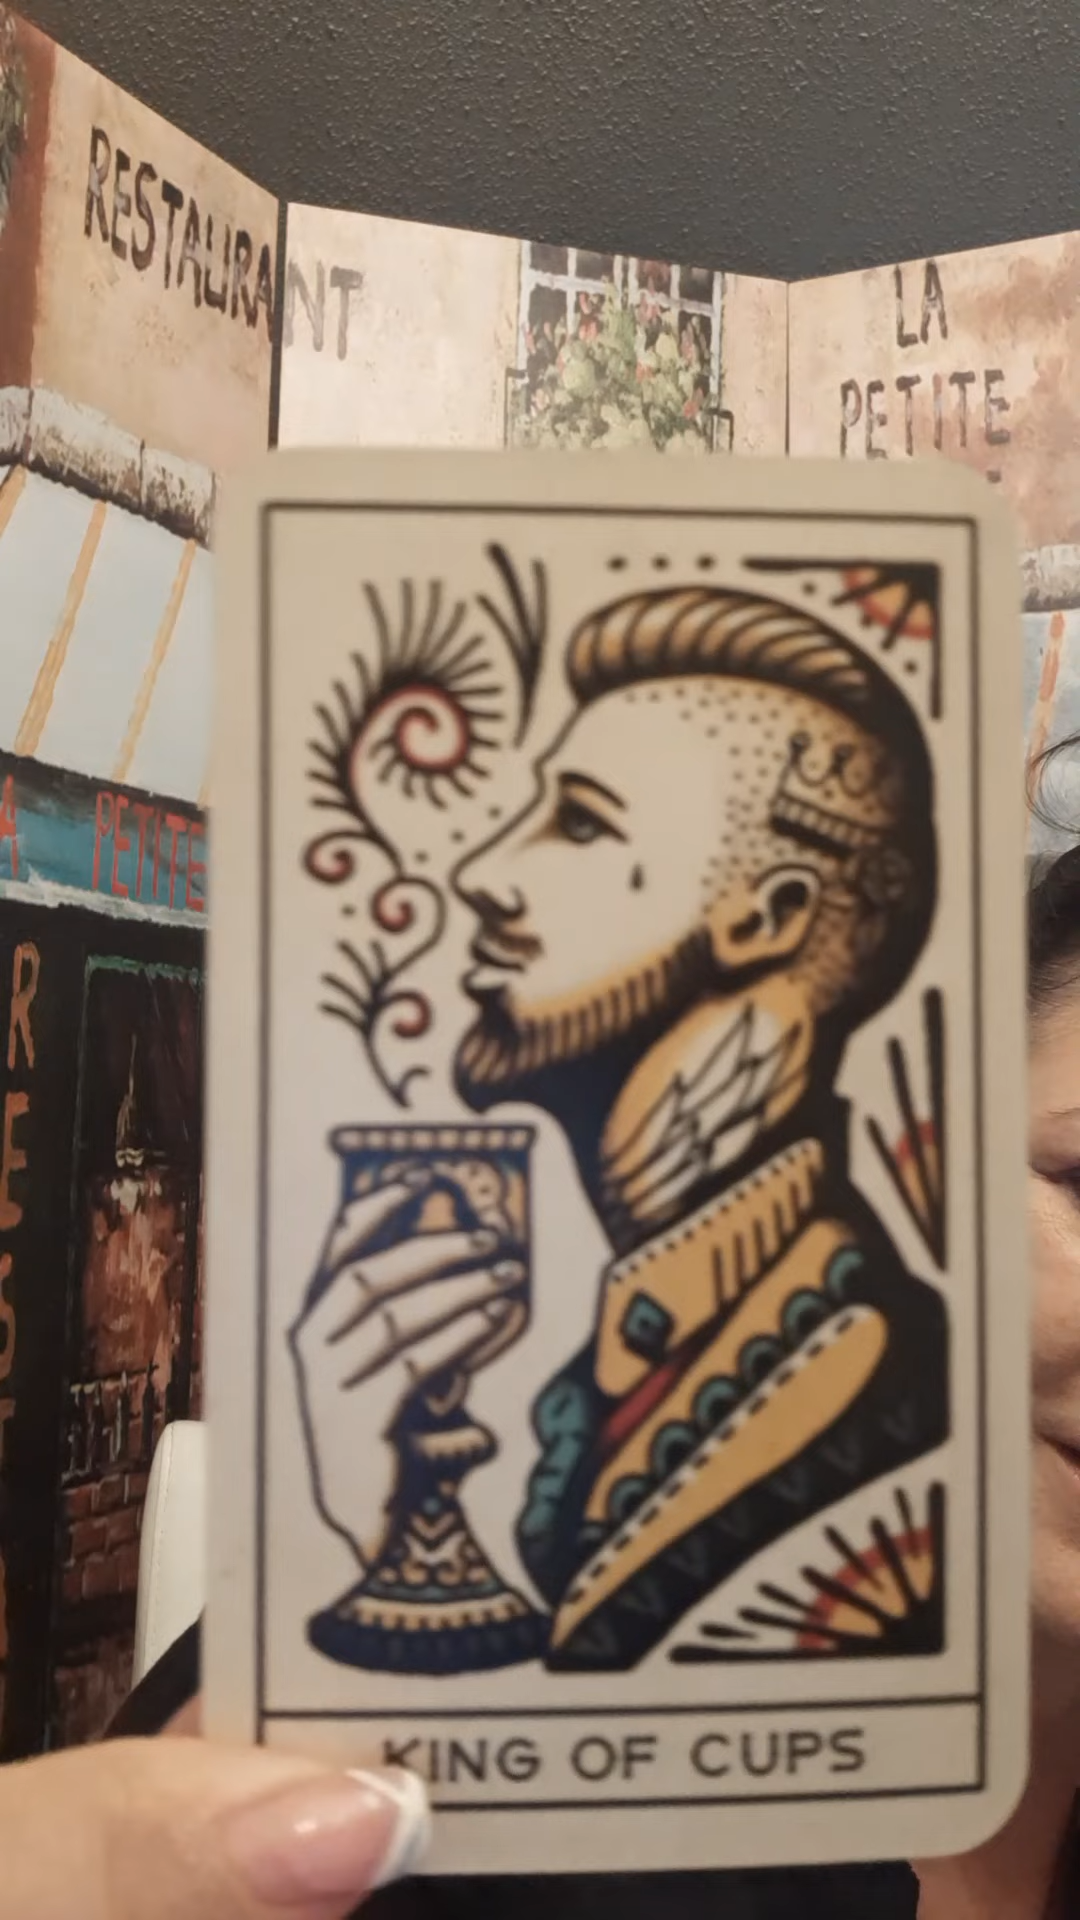 RESTAURANT
LA
PETITE
A PETITE
RES
KING OF CUPS